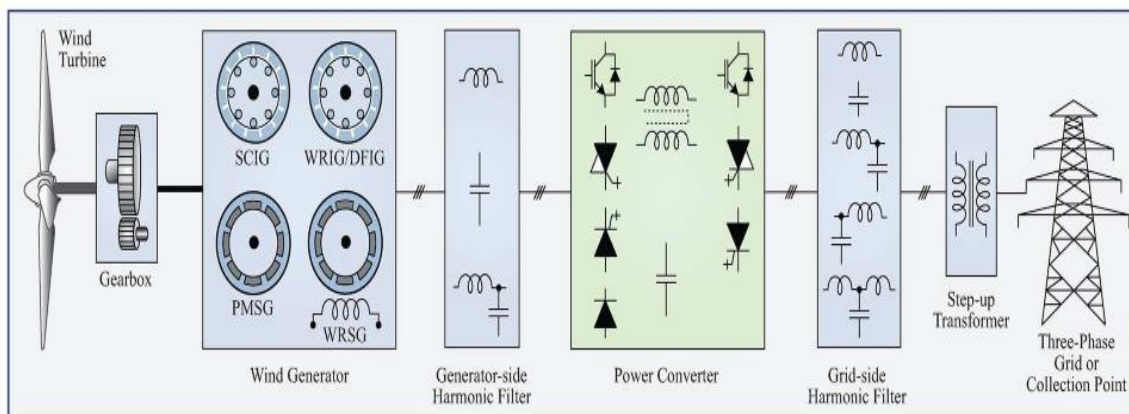 Wind
Turbine
Gearbox
SCIG
WRIG/DFIG
PMSG
WRSG
Wind Generator
Generator-side
Harmonic Filter
Power Converter
Grid-side
Harmonic Filter
Step-up
Transformer
Three-Phase
Grid or
Collection Point